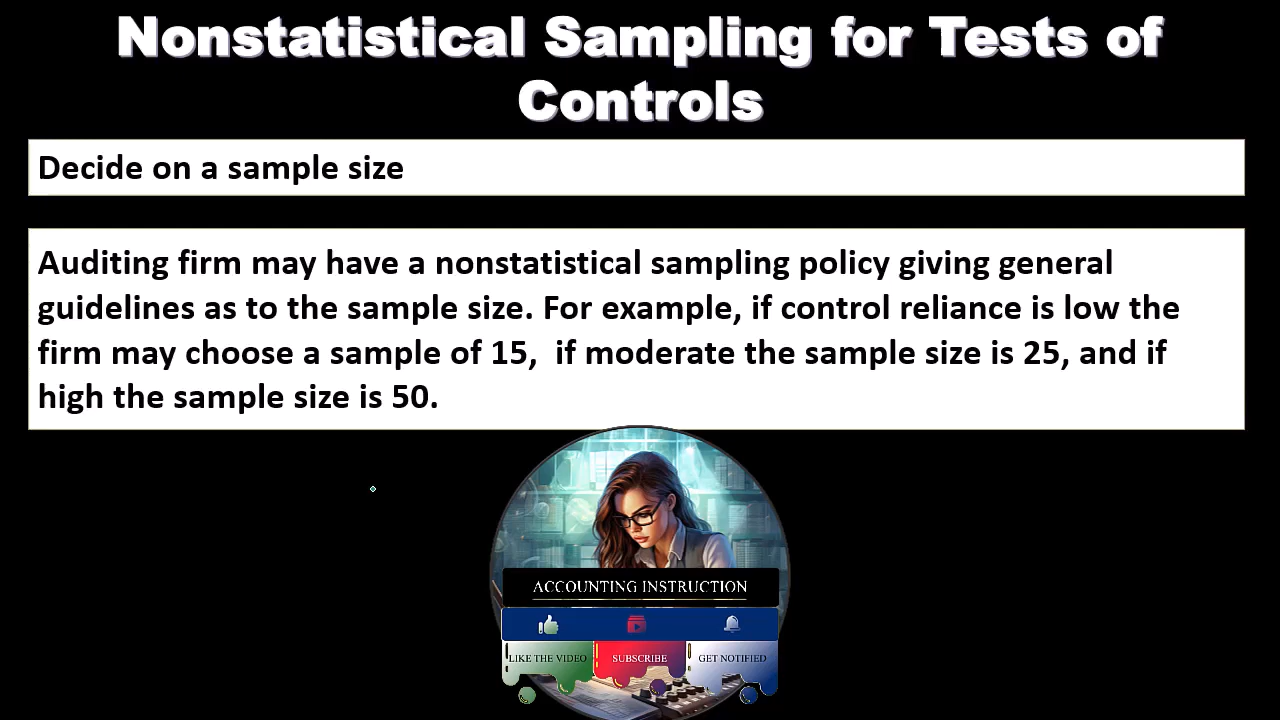 Nonstatistical Sampling for Tests of
Controls
Decide on a sample size
Auditing firm may have a nonstatistical sampling policy giving general
guidelines as to the sample size. For example, if control reliance is low the
firm may choose a sample of 15,  if moderate the sample size is 25, and if
high the sample size is 50.
ACCOUNTING INSTRUCTION
LIKE THE VIDEO SUBSCRIBE GET NOTIFIED